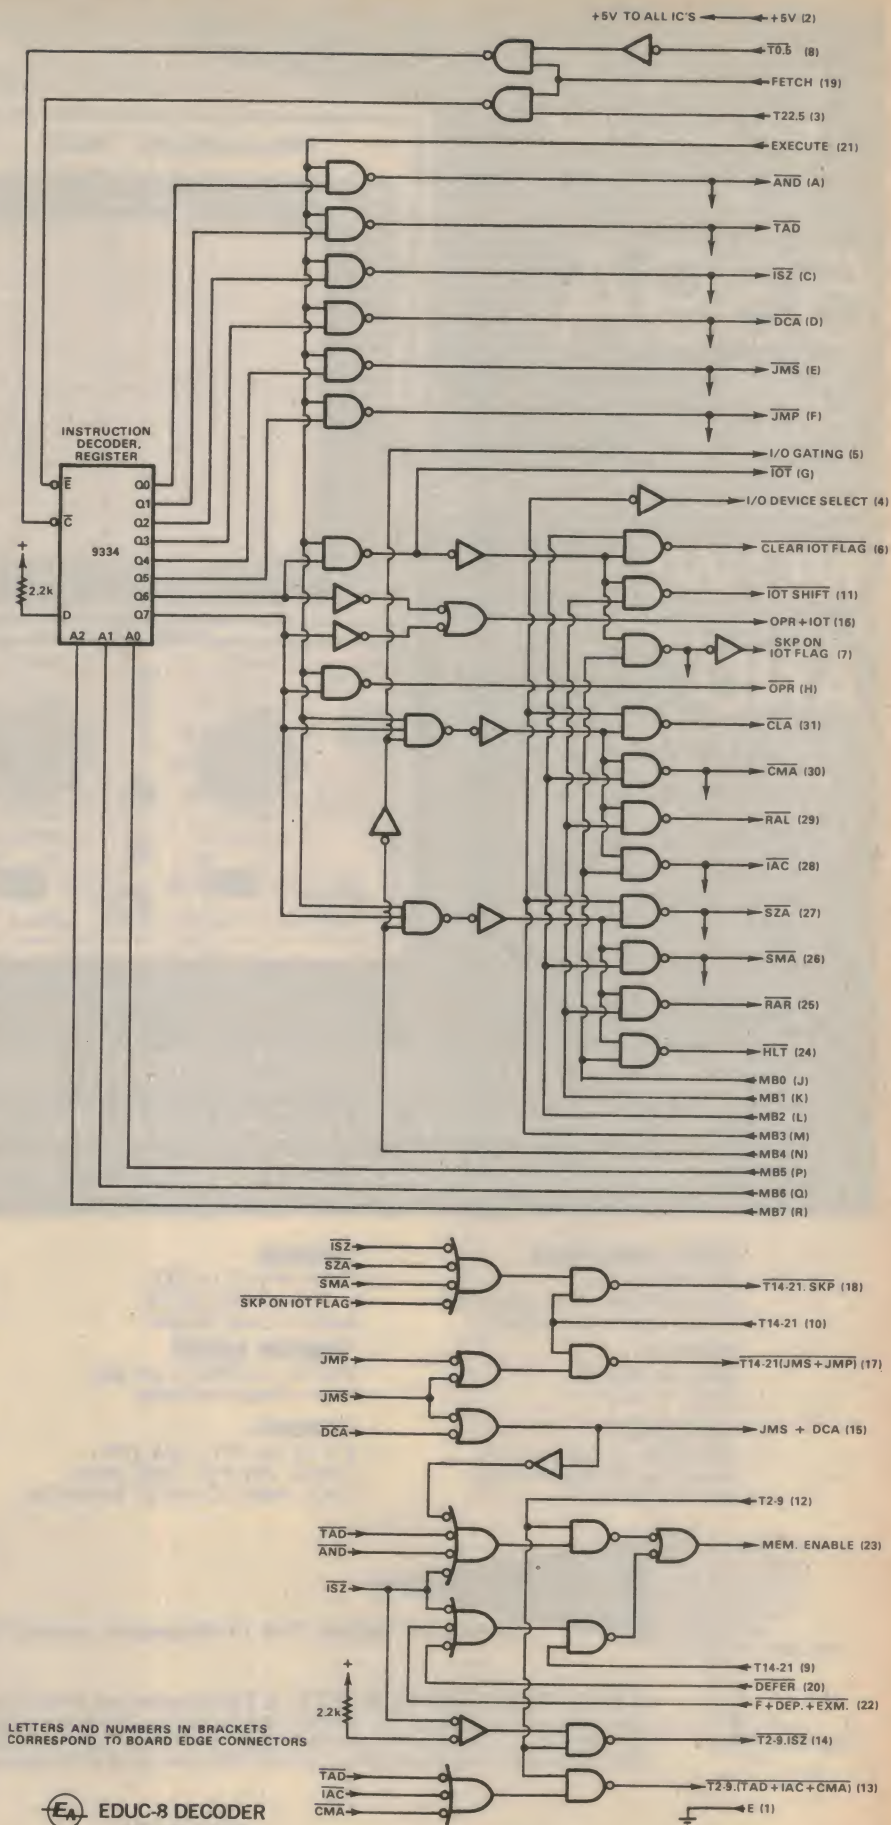 +5V TO ALL IC'S +5V (2)
T0.5 (8)
FETCH (19)
T22.5 (3)
EXECUTE (21)
AND (A)
TAD
ISZ (C)
DCA (D)
JMS (E)
JMP (F)
INSTRUCTION
DECODER,
REGISTER
I/O GATING (5)
IOT (G)
I/O DEVICE SELECT (4)
E
C
D
9334
Q0
Q1
Q2
Q3
Q4
Q5
Q6
Q7
A2 A1 A0
+
2.2k
CLEAR IOT FLAG (6)
IOT SHIFT (11)
OPR+IOT (16)
SKP ON
IOT FLAG (7)
OPR (H)
CLA (31)
CMA (30)
RAL (29)
IAC (28)
SZA (27)
SMA (26)
RAR (25)
HLT (24)
MB0 (J)
MB1 (K)
MB2 (L)
MB3 (M)
MB4 (N)
MB5 (P)
MB6 (Q)
MB7 (R)
ISZ
SZA
SMA
SKP ON IOT FLAG
T14-21. SKP (18)
T14-21 (10)
JMP
JMS
DCA
T14-21(JMS+JMP) (17)
JMS + DCA (15)
T2-9 (12)
TAD
AND
ISZ
MEM. ENABLE (23)
T14-21 (9)
DEFER (20)
F+DEP.+EXM. (22)
+
2.2k
T2-9.ISZ (14)
LETTERS AND NUMBERS IN BRACKETS
CORRESPOND TO BOARD EDGE CONNECTORS
TAD
IAC
CMA
T2-9.(TAD+IAC+CMA) (13)
E (1)
EA EDUC-8 DECODER